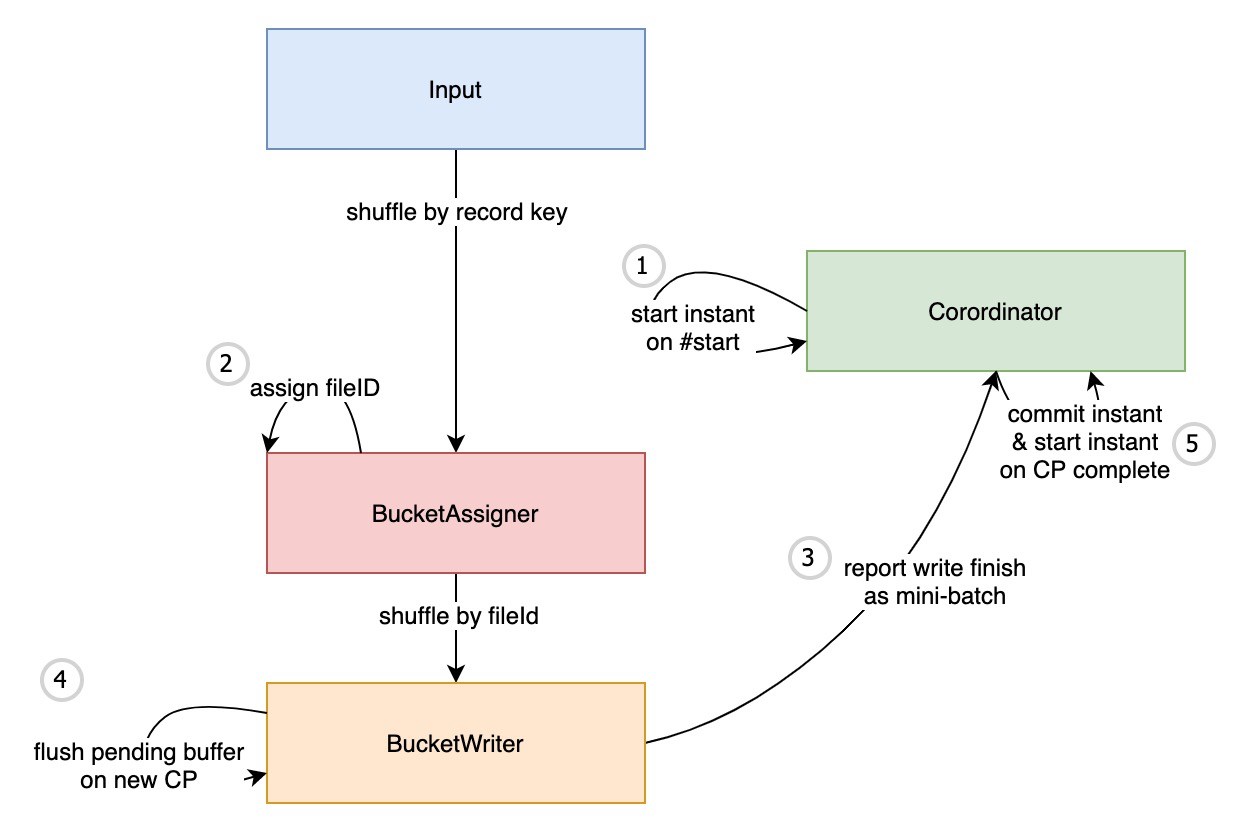 Input
shuffle by record key
1
start instant
on #start
Corordinator
2
assign fileID
commit instant
& start instant
on CP complete
5
BucketAssigner
3
report write finish
as mini-batch
shuffle by fileId
4
flush pending buffer
on new CP
BucketWriter